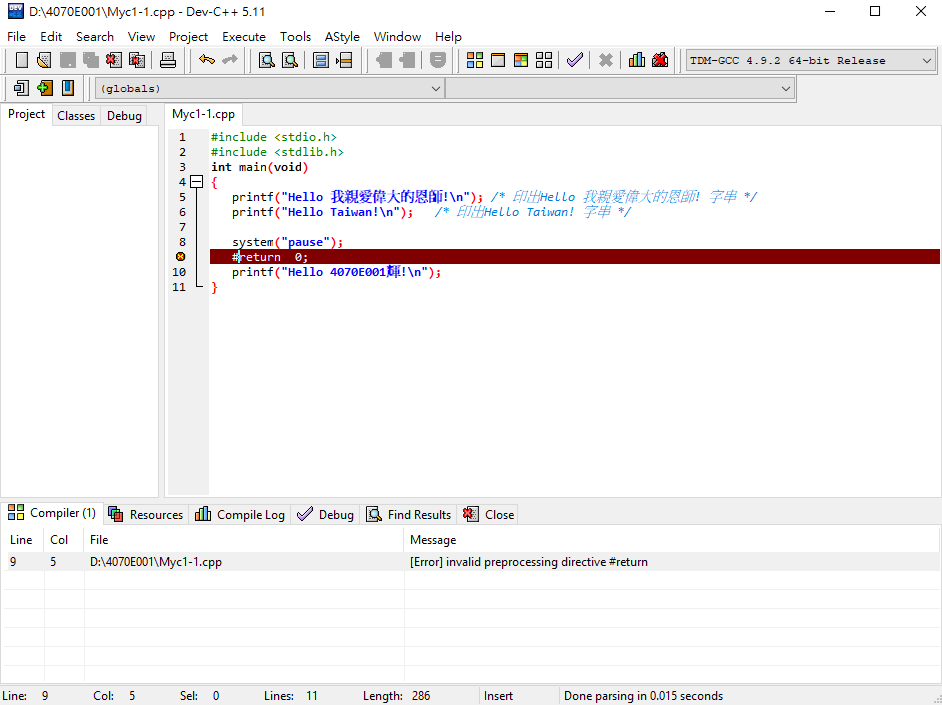 D:\4070E001\Myc1-1.cpp - Dev-C++ 5.11
File Edit Search View Project Execute Tools AStyle Window Help
TDM-GCC 4.9.2 64-bit Release
(globals)
Project Classes Debug Myc1-1.cpp
1 #include <stdio.h>
2 #include <stdlib.h>
3 int main(void)
4 {
5 printf("Hello 我親愛偉大的恩師!\n"); /* 印出Hello 我親愛偉大的恩師! 字串 */
6 printf("Hello Taiwan!\n"); /* 印出Hello Taiwan! 字串 */
7
8 system("pause");
#return 0;
10 printf("Hello 4070E001輝!\n");
11 }
Compiler (1) Resources Compile Log Debug Find Results Close
Line Col File Message
9 5 D:\4070E001\Myc1-1.cpp [Error] invalid preprocessing directive #return
Line: 9 Col: 5 Sel: 0 Lines: 11 Length: 286 Insert Done parsing in 0.015 seconds